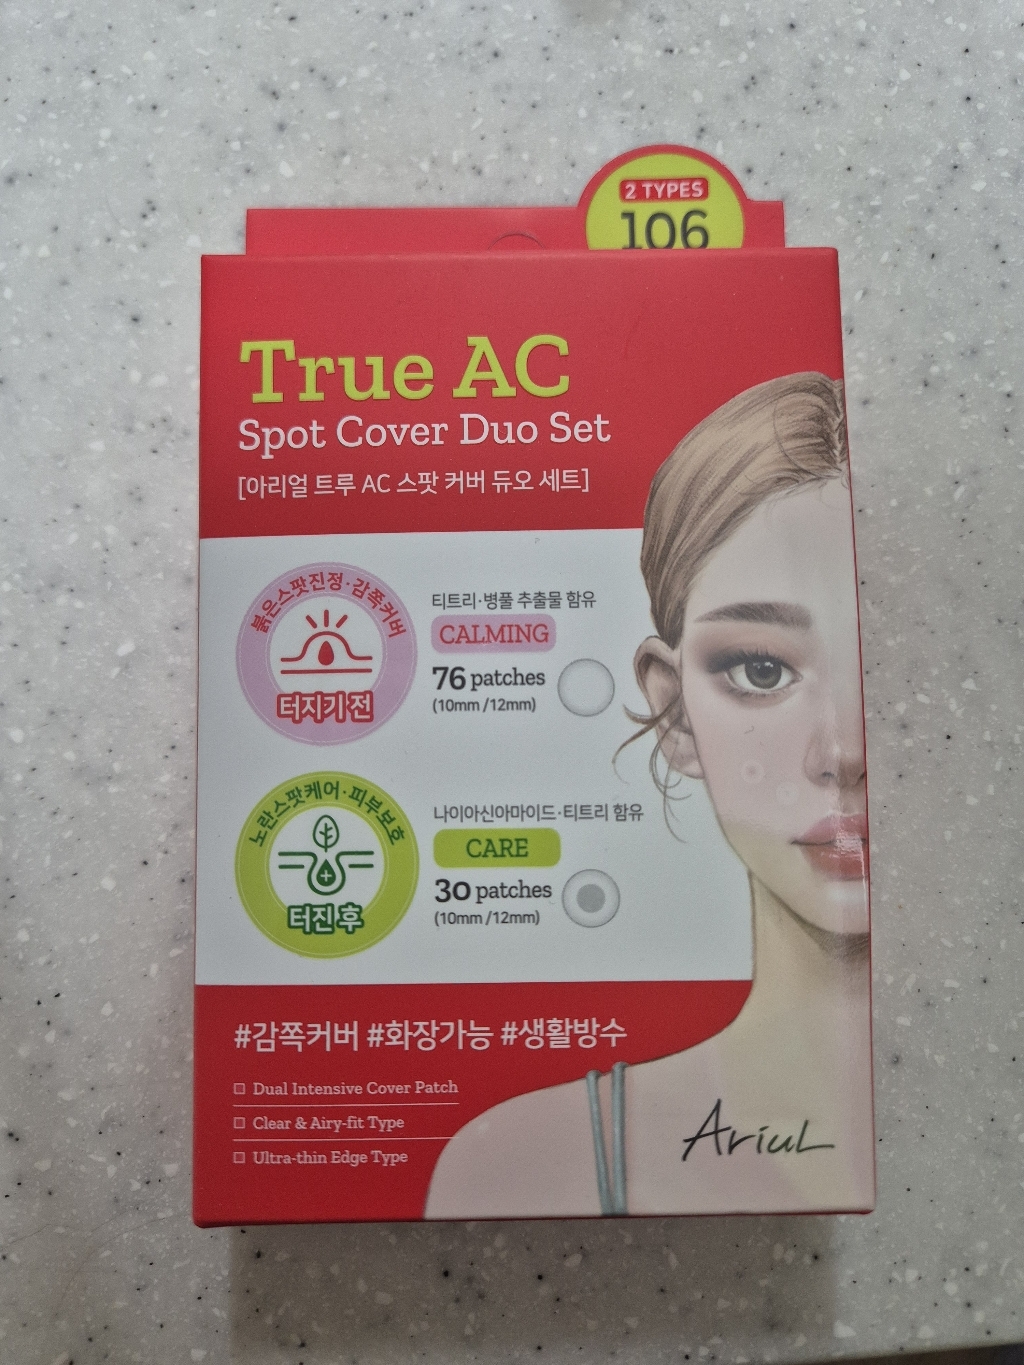 2 TYPES
106
True AC
Spot Cover Duo Set
[아리얼 트루 AC 스팟 커버 듀오 세트]
붉은스팟진정·감쪽커버
터지기 전
티트리·병풀 추출물 함유
CALMING
76 patches
(10mm /12mm)
노란스팟케어·피부보호
터진 후
나이아신아마이드·티트리 함유
CARE
30 patches
(10mm /12mm)
#감쪽커버 #화장가능 #생활방수
Dual Intensive Cover Patch
Clear & Airy-fit Type
Ultra-thin Edge Type
Ariul